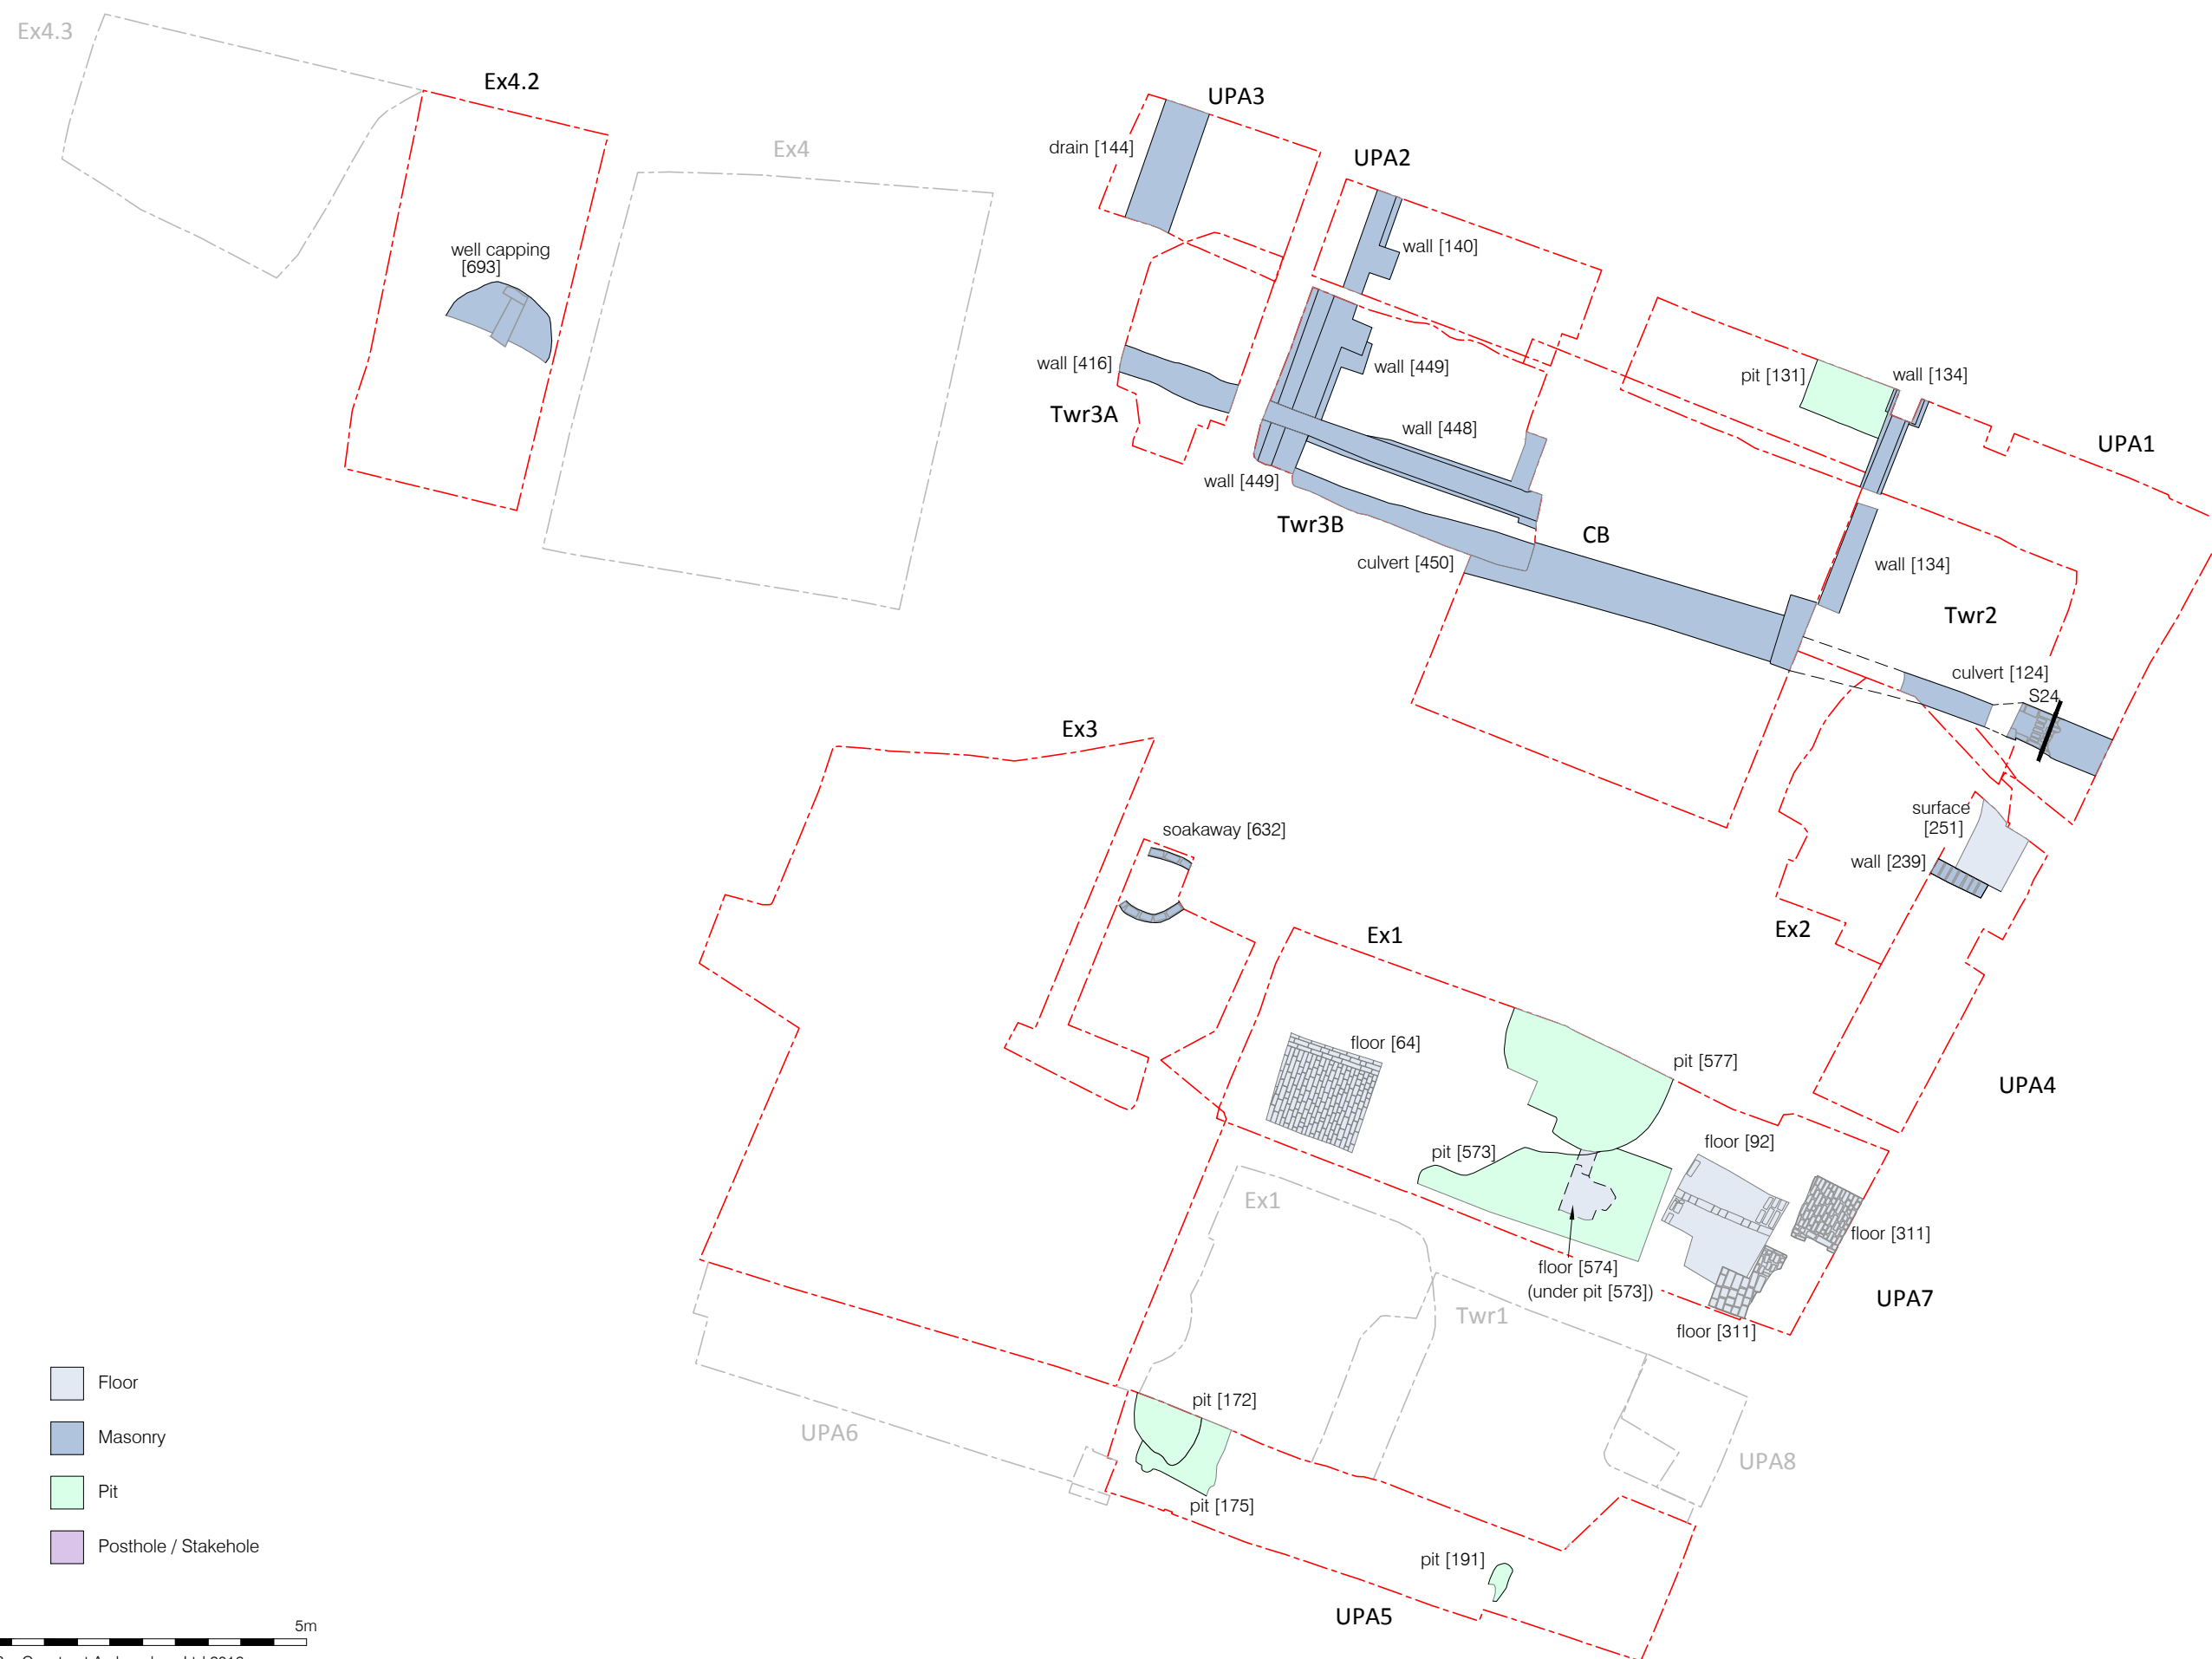 Ex4.3
Ex4.2
UPA3
Ex4
drain [144]
UPA2
well capping
[693]
wall [140]
wall [416]
wall [449]
pit [131]
wall [134]
Twr3A
wall [448]
UPA1
wall [449]
Twr3B
CB
culvert [450]
wall [134]
Twr2
culvert [124]
S24
Ex3
surface
[251]
soakaway [632]
wall [239]
Ex1
Ex2
floor [64]
pit [577]
UPA4
floor [92]
pit [573]
Ex1
floor [311]
floor [574]
(under pit [573])
UPA7
Twr1
floor [311]
Floor
pit [172]
UPA6
Masonry
UPA8
Pit
pit [175]
Posthole / Stakehole
pit [191]
UPA5
5m